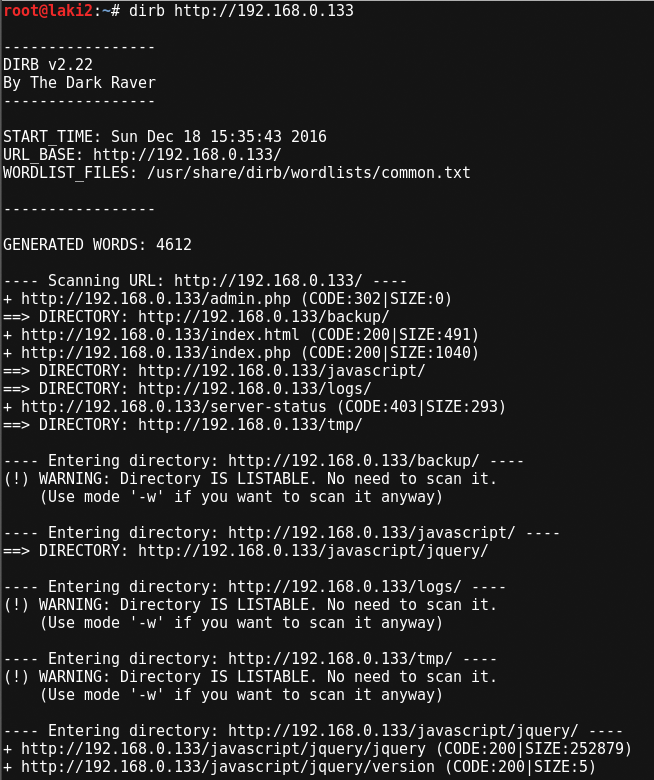 root@laki2:~# dirb http://192.168.0.133
-----------------
DIRB v2.22
By The Dark Raver
-----------------
START_TIME: Sun Dec 18 15:35:43 2016
URL_BASE: http://192.168.0.133/
WORDLIST_FILES: /usr/share/dirb/wordlists/common.txt
-----------------
GENERATED WORDS: 4612
---- Scanning URL: http://192.168.0.133/ ----
+ http://192.168.0.133/admin.php (CODE:302|SIZE:0)
==> DIRECTORY: http://192.168.0.133/backup/
+ http://192.168.0.133/index.html (CODE:200|SIZE:491)
+ http://192.168.0.133/index.php (CODE:200|SIZE:1040)
==> DIRECTORY: http://192.168.0.133/javascript/
==> DIRECTORY: http://192.168.0.133/logs/
+ http://192.168.0.133/server-status (CODE:403|SIZE:293)
==> DIRECTORY: http://192.168.0.133/tmp/
---- Entering directory: http://192.168.0.133/backup/ ----
(!) WARNING: Directory IS LISTABLE. No need to scan it.
    (Use mode '-w' if you want to scan it anyway)
---- Entering directory: http://192.168.0.133/javascript/ ----
==> DIRECTORY: http://192.168.0.133/javascript/jquery/
---- Entering directory: http://192.168.0.133/logs/ ----
(!) WARNING: Directory IS LISTABLE. No need to scan it.
    (Use mode '-w' if you want to scan it anyway)
---- Entering directory: http://192.168.0.133/tmp/ ----
(!) WARNING: Directory IS LISTABLE. No need to scan it.
    (Use mode '-w' if you want to scan it anyway)
---- Entering directory: http://192.168.0.133/javascript/jquery/ ----
+ http://192.168.0.133/javascript/jquery/jquery (CODE:200|SIZE:252879)
+ http://192.168.0.133/javascript/jquery/version (CODE:200|SIZE:5)